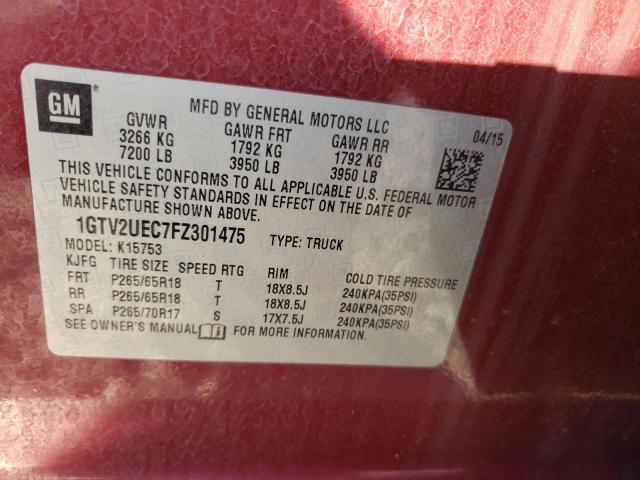 GM
MFD BY GENERAL MOTORS LLC
04/15
GVWR GAWR FRT GAWR RR
3266 KG 1792 KG 1792 KG
7200 LB 3950 LB 3950 LB
THIS VEHICLE CONFORMS TO ALL APPLICABLE U.S. FEDERAL MOTOR
VEHICLE SAFETY STANDARDS IN EFFECT ON THE DATE OF
MANUFACTURE SHOWN ABOVE.
1GTV2UEC7FZ301475 TYPE: TRUCK
MODEL: K15753
KJFG TIRE SIZE SPEED RTG RIM COLD TIRE PRESSURE
FRT P265/65R18 T 18X8.5J 240KPA(35PSI)
RR P265/65R18 T 18X8.5J 240KPA(35PSI)
SPA P265/70R17 S 17X7.5J 240KPA(35PSI)
SEE OWNER'S MANUAL FOR MORE INFORMATION.